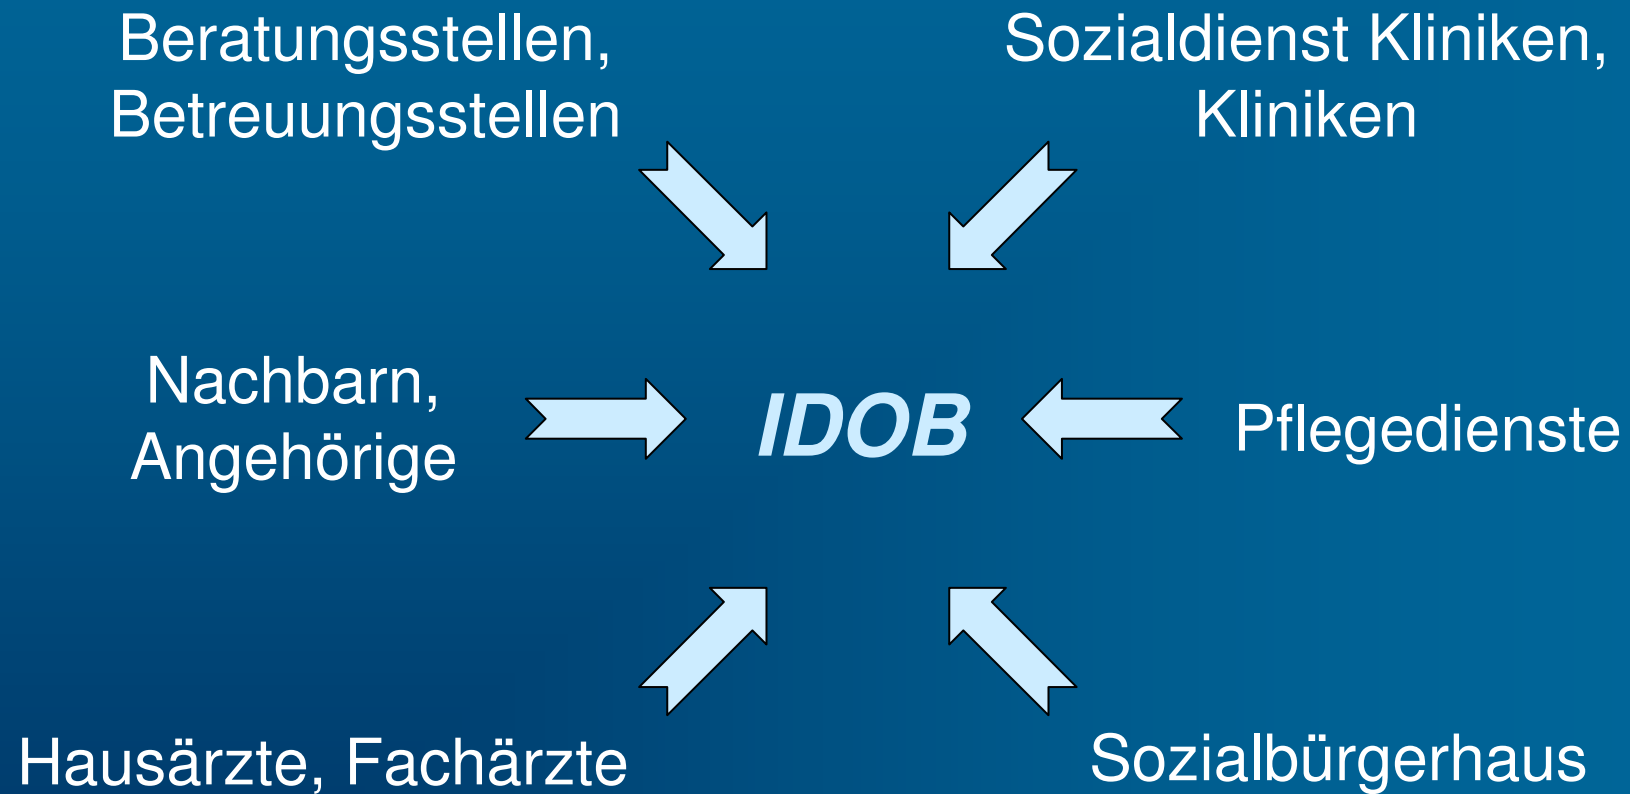 Beratungsstellen,
Betreuungsstellen
Sozialdienst Kliniken,
Kliniken
Nachbarn,
Angehörige
IDOB
Pflegedienste
Hausärzte, Fachärzte
Sozialbürgerhaus